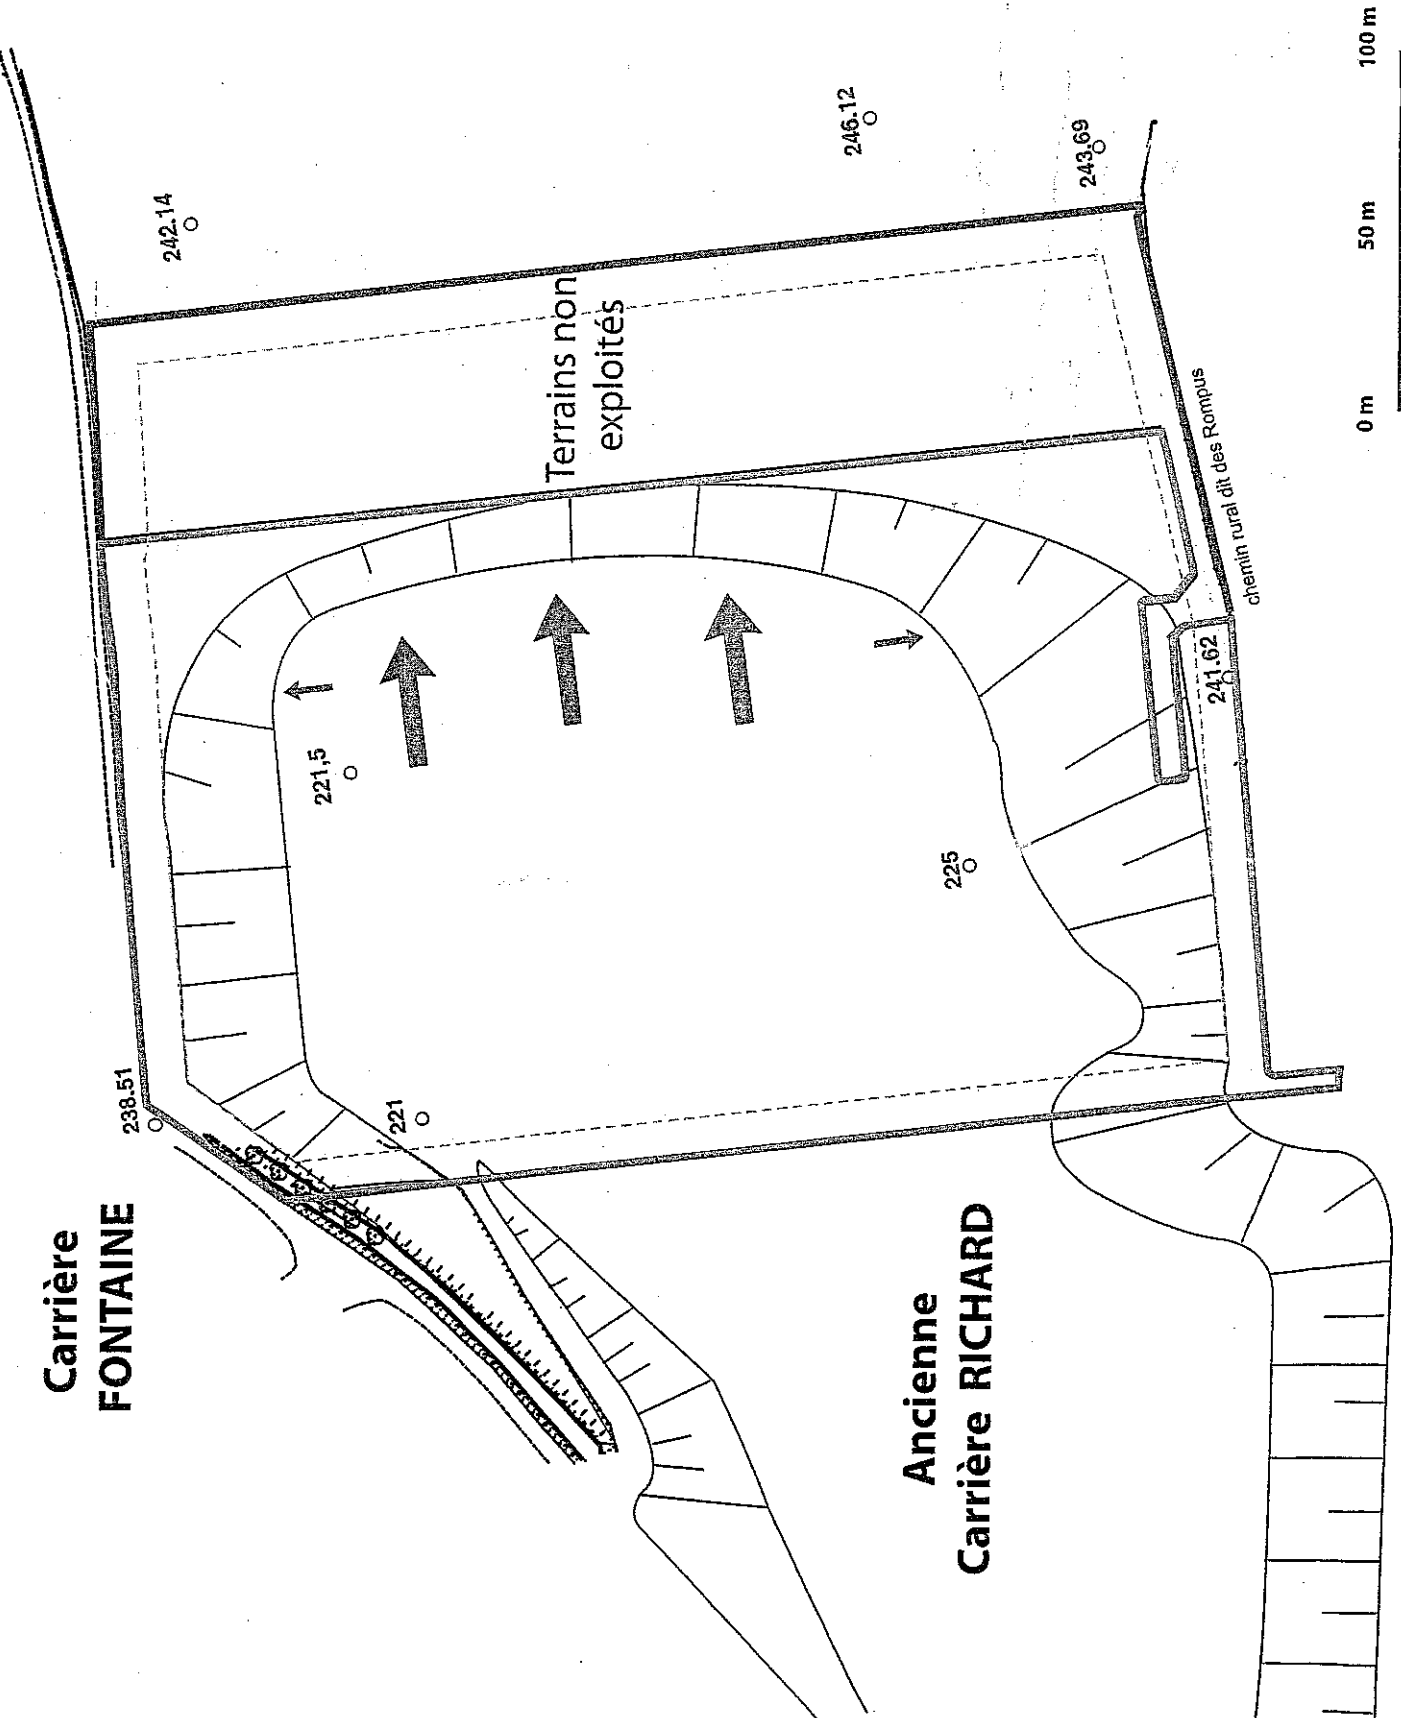 Carrière
FONTAINE
238.51
242.14
246.12
243.69
Terrains non
exploités
221,5
221
225
241.62
chemin rural dit des Rompus
Ancienne
Carrière RICHARD
0 m
50 m
100 m